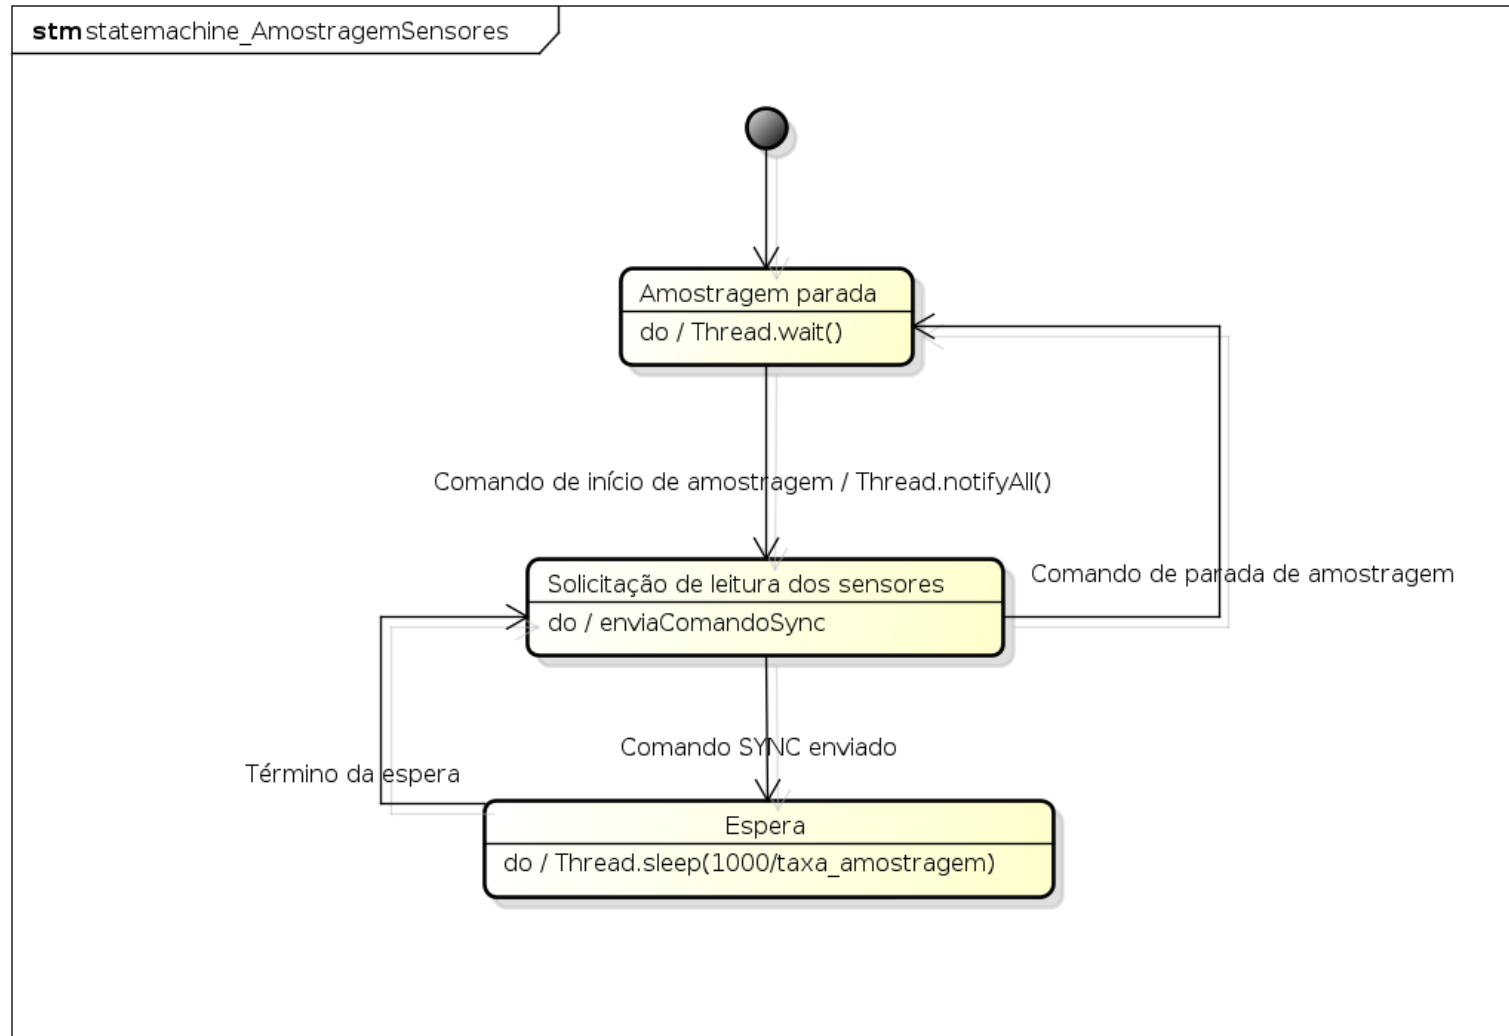 stm statemachine_AmostragemSensores
Amostragem parada
do / Thread.wait()
Comando de início de amostragem / Thread.notifyAll()
Solicitação de leitura dos sensores
do / enviaComandoSync
Comando de parada de amostragem
Comando SYNC enviado
Término da espera
Espera
do / Thread.sleep(1000/taxa_amostragem)